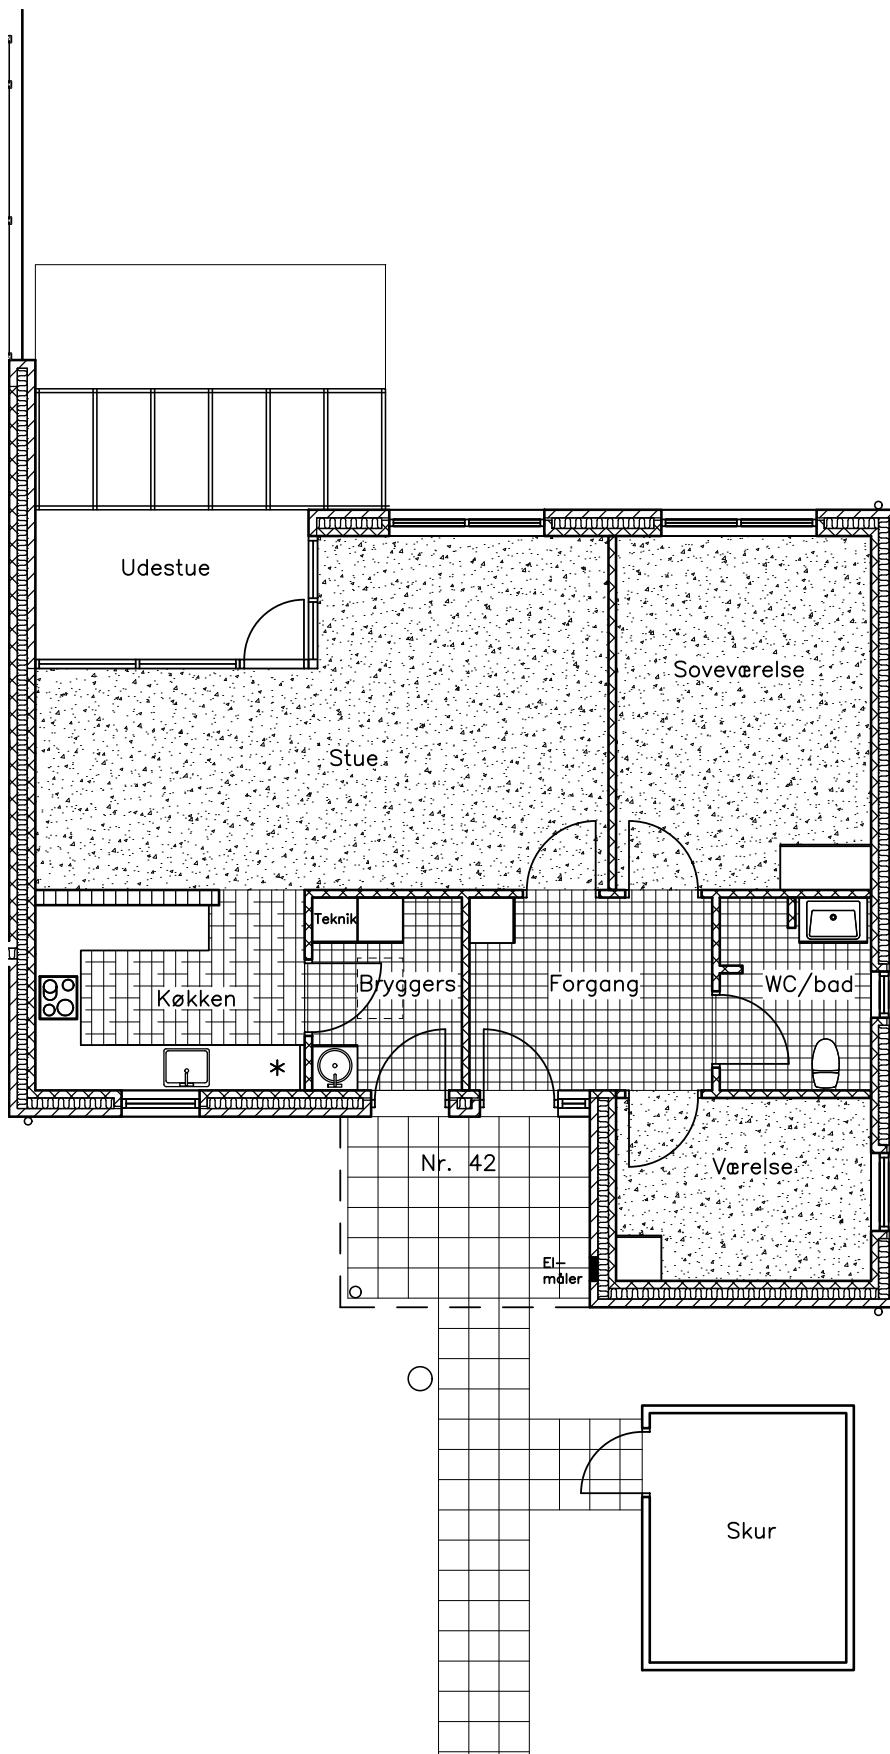 Udestue
Soveværelse
Stue
Teknik
Bryggers
Forgang
WC/bad
Køkken
*
Nr. 42
Værelse
El-
måler
Skur